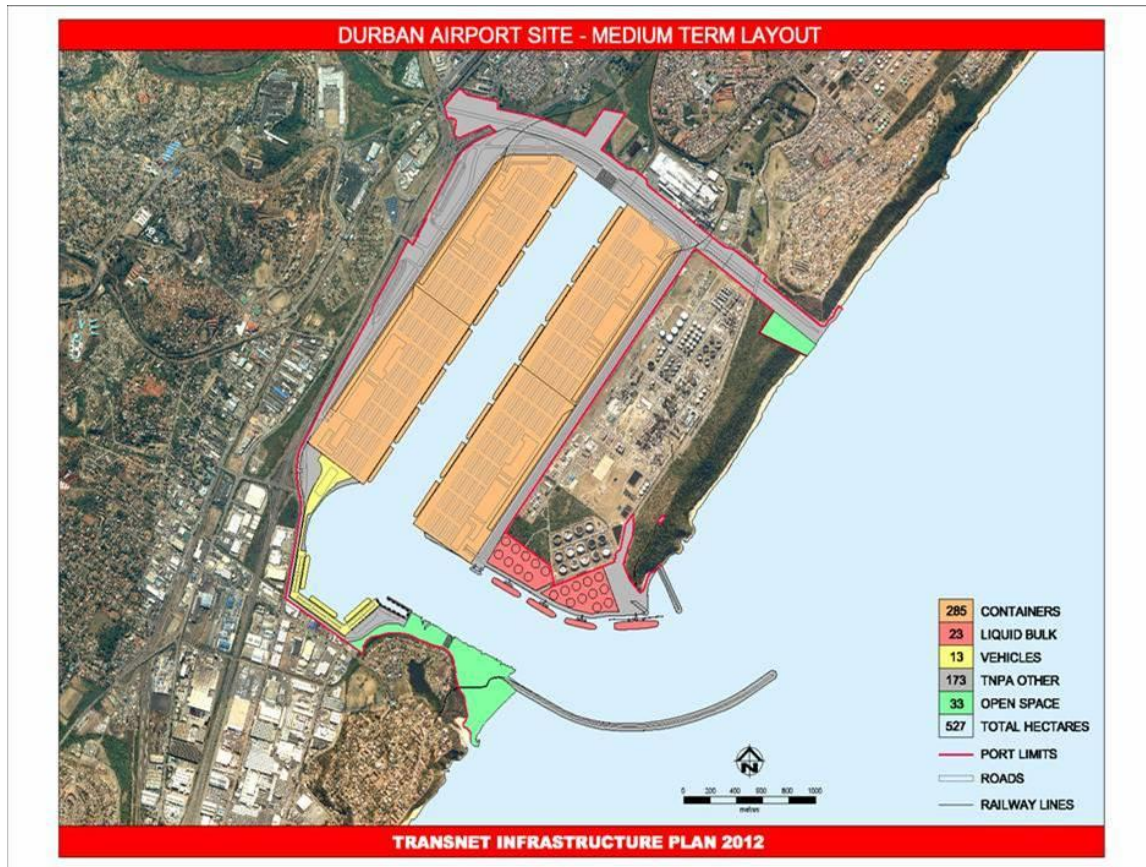 DURBAN AIRPORT SITE - MEDIUM TERM LAYOUT
285 CONTAINERS
23 LIQUID BULK
13 VEHICLES
173 TNPA OTHER
33 OPEN SPACE
527 TOTAL HECTARES
PORT LIMITS
ROADS
RAILWAY LINES
N
0 200 400 600 800 1000
metres
TRANSNET INFRASTRUCTURE PLAN 2012